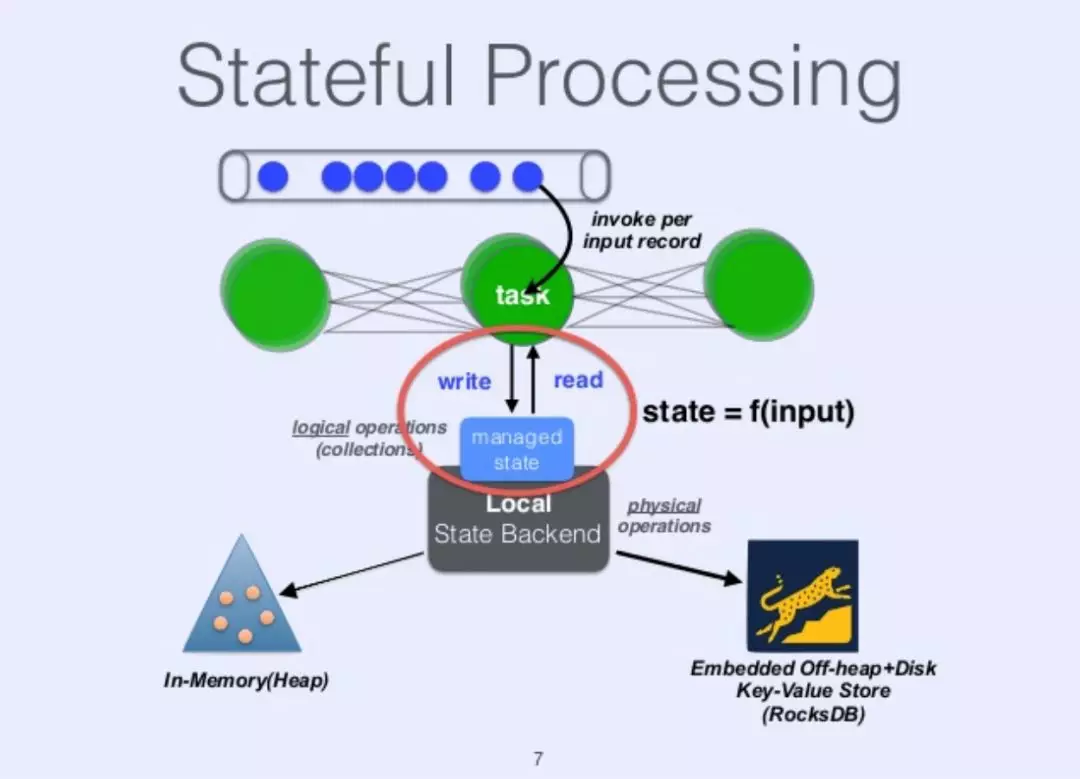 Stateful Processing
invoke per
input record
task
write
read
state = f(input)
logical operations
(collections)
managed
state
Local
State Backend
physical
operations
In-Memory(Heap)
Embedded Off-heap+Disk
Key-Value Store
(RocksDB)
7